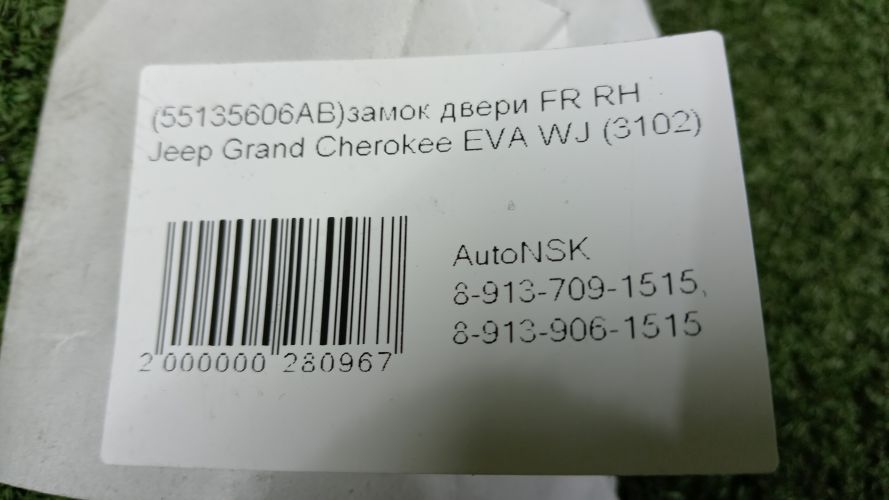 (55135606AB)замок двери FR RH
Jeep Grand Cherokee EVA WJ (3102)
AutoNSK
8-913-709-1515,
8-913-906-1515
2 000000 280967